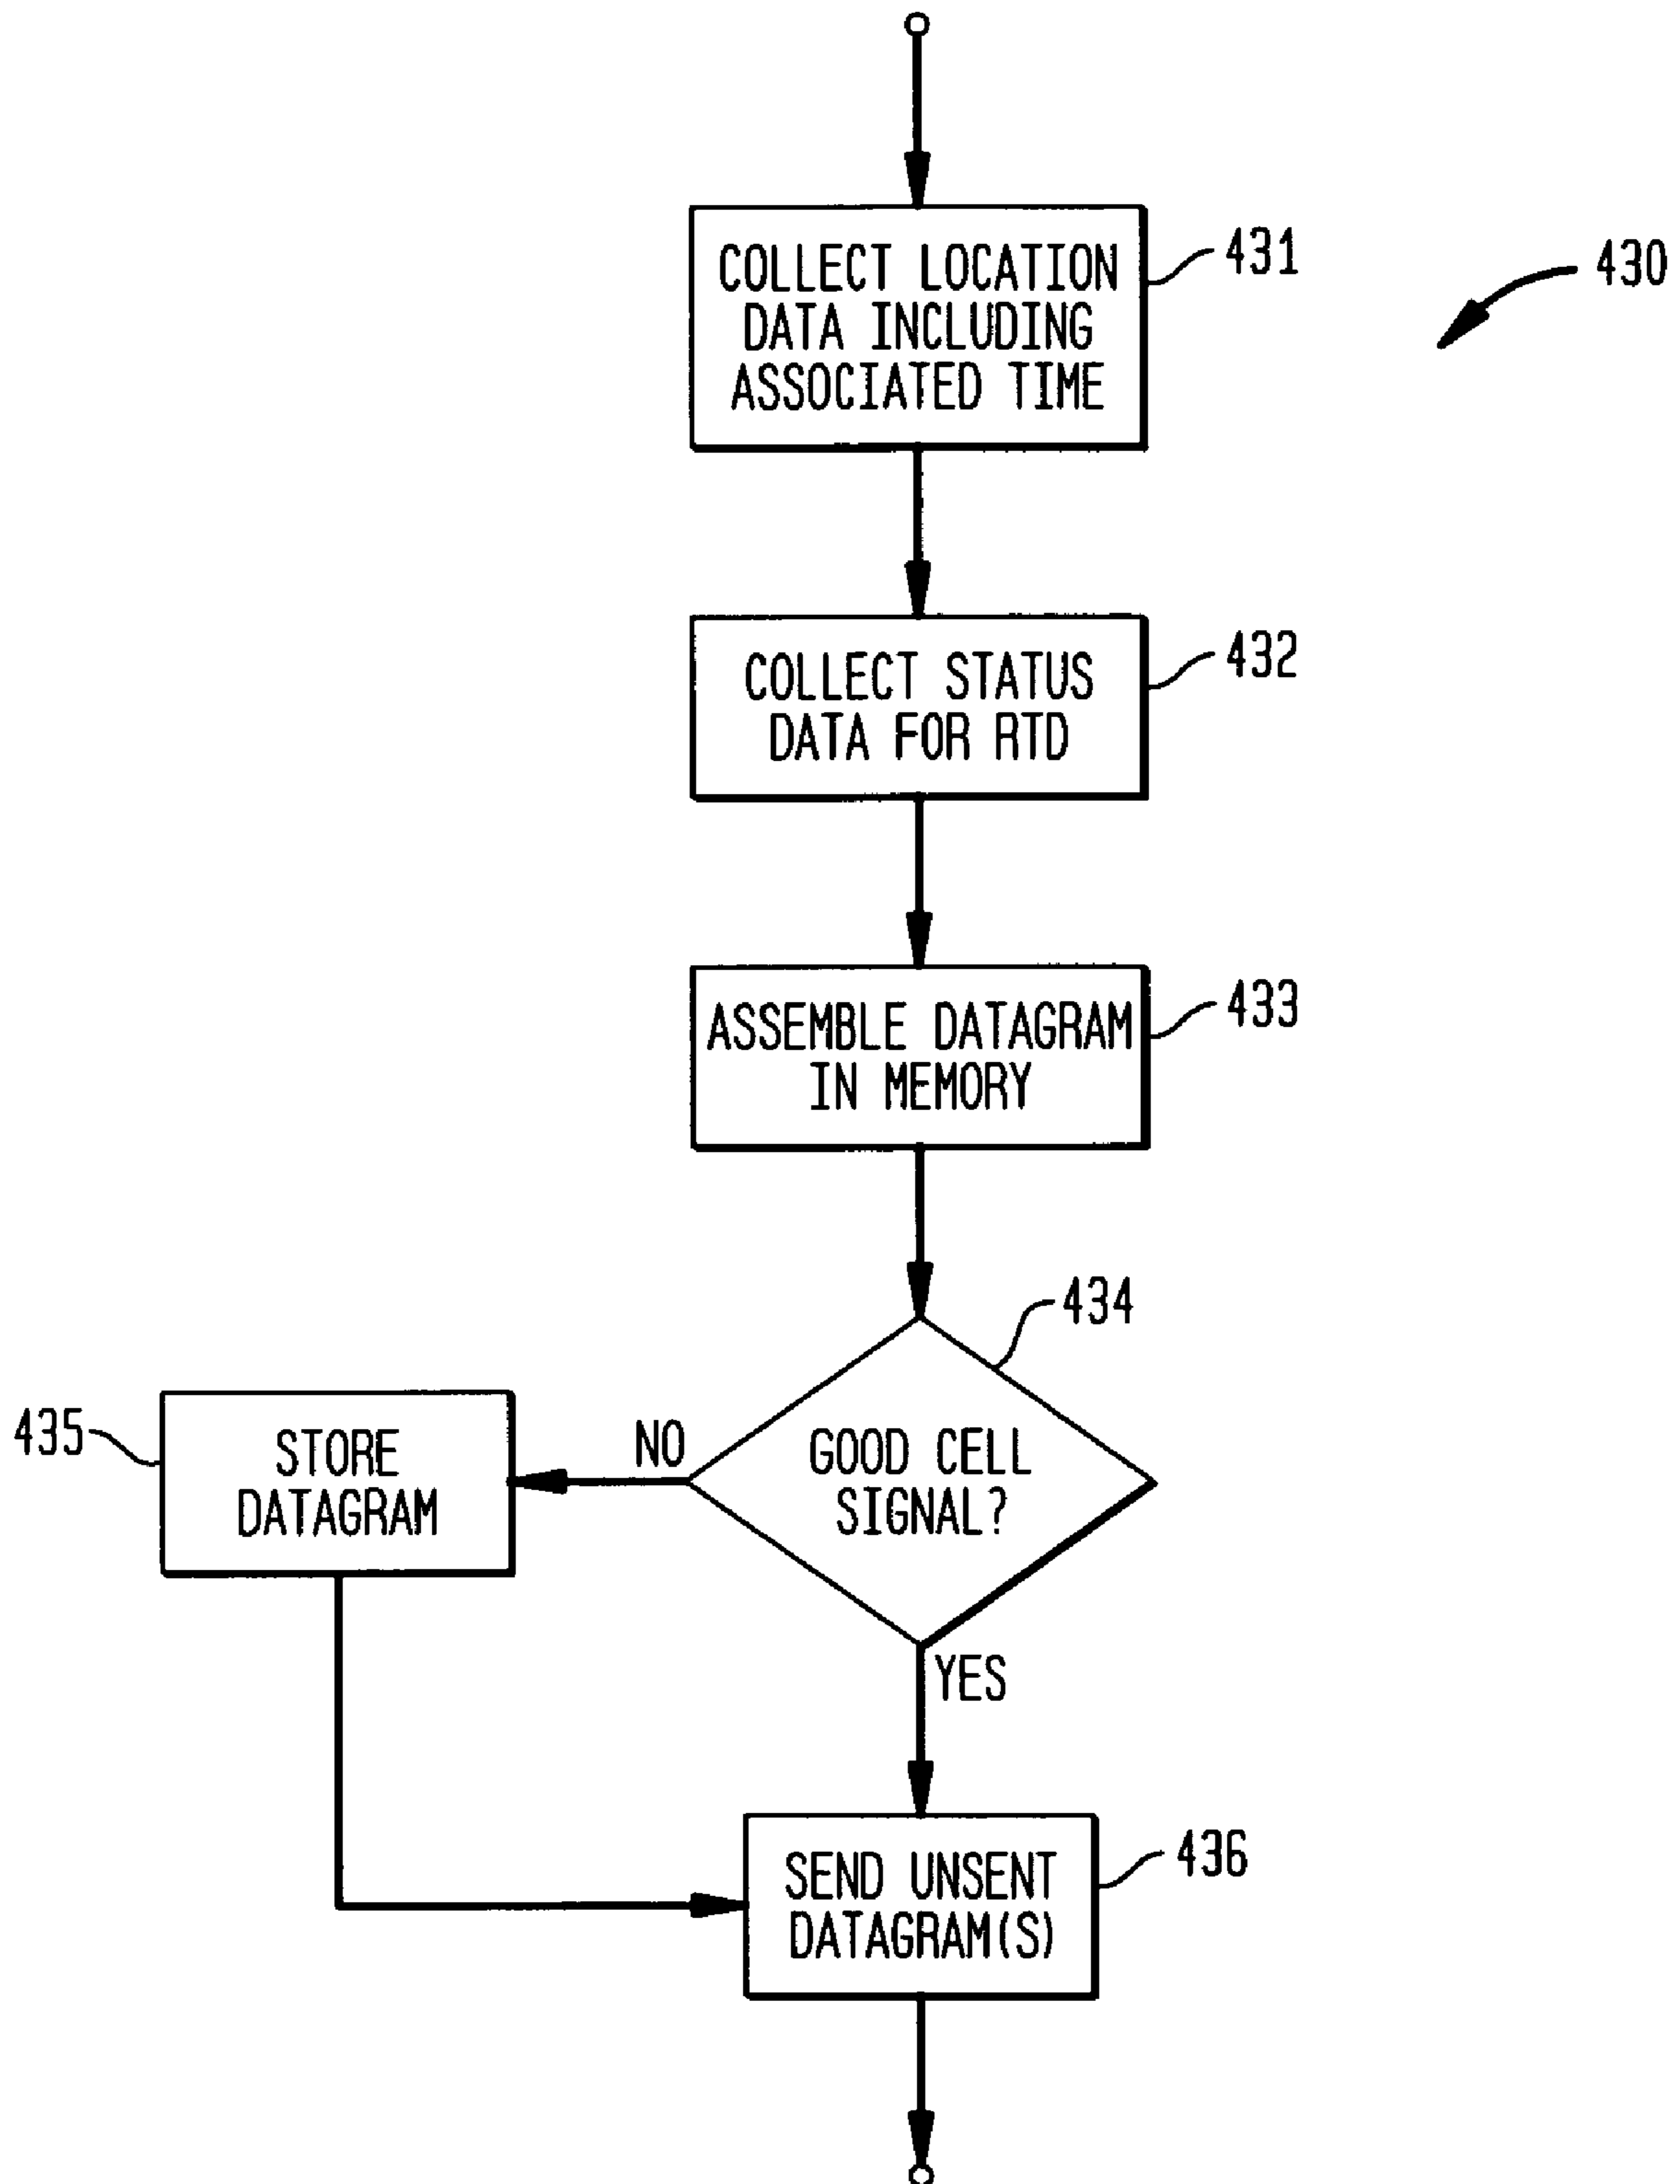 COLLECT LOCATION
DATA INCLUDING
ASSOCIATED TIME
431
430
COLLECT STATUS
DATA FOR RTD
432
ASSEMBLE DATAGRAM
IN MEMORY
433
434
GOOD CELL
SIGNAL?
NO
435
STORE
DATAGRAM
YES
SEND UNSENT
DATAGRAM(S)
436